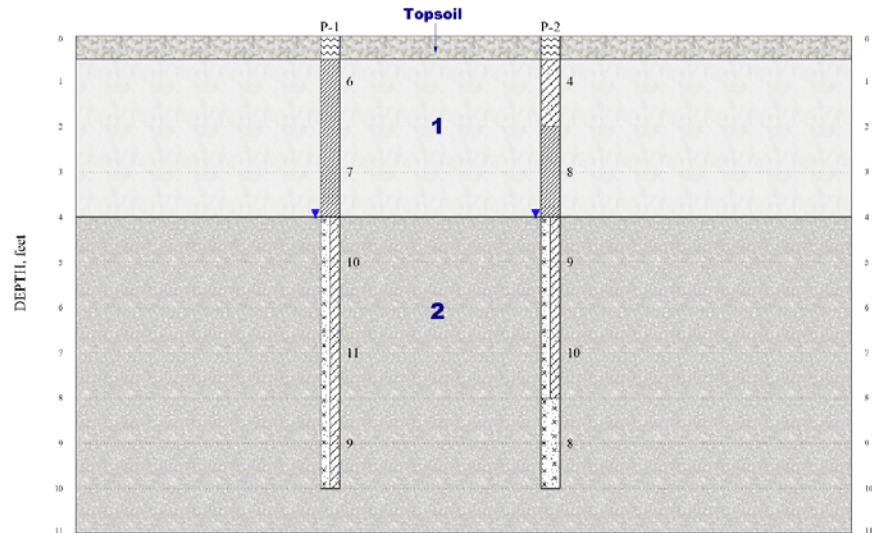 Topsoil
P-1 P-2
0 0
1 6 4 1
2 1 2
3 7 8 3
4 4
5 10 9 5
6 2 6
DEPTH, feet
7 11 10 7
8 8
9 9 8 9
10 10
11 11